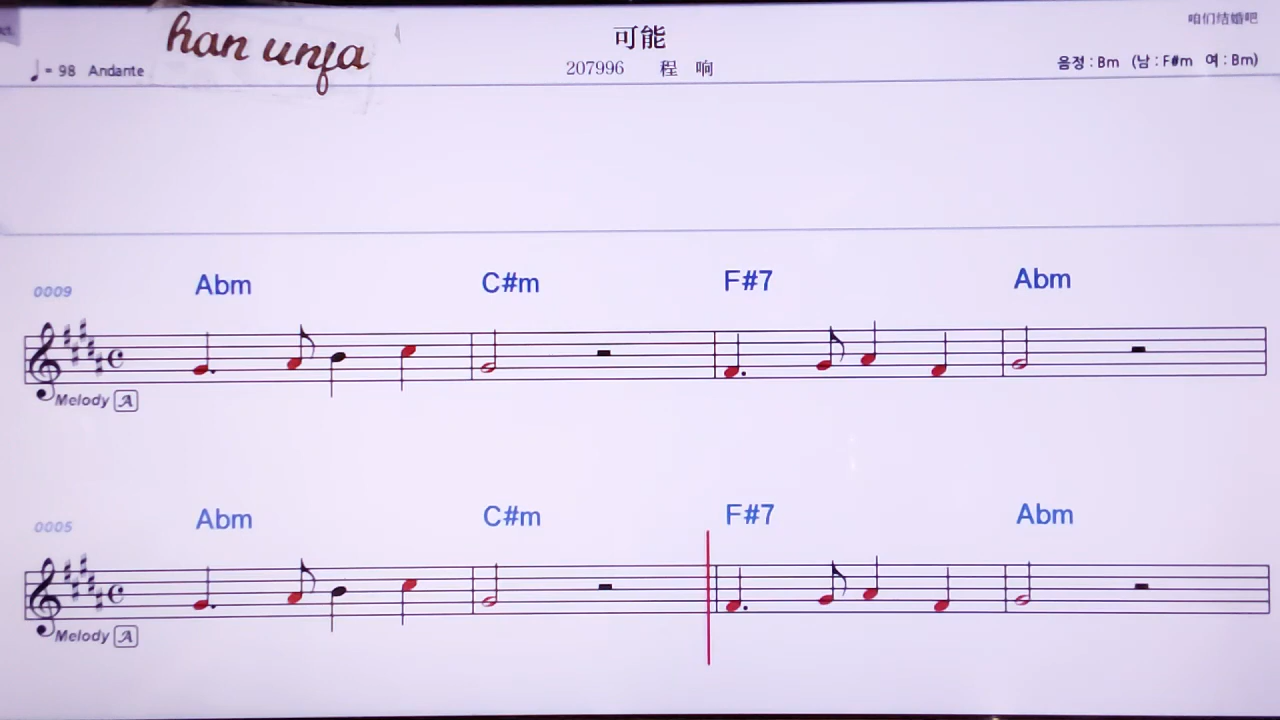 han unfa
咱们结婚吧
可能
♩= 98 Andante
207996 程 响
음정 : Bm (남 : F#m 여 : Bm)
Abm C#m F#7 Abm
0009
Melody A
Abm C#m F#7 Abm
0005
Melody A